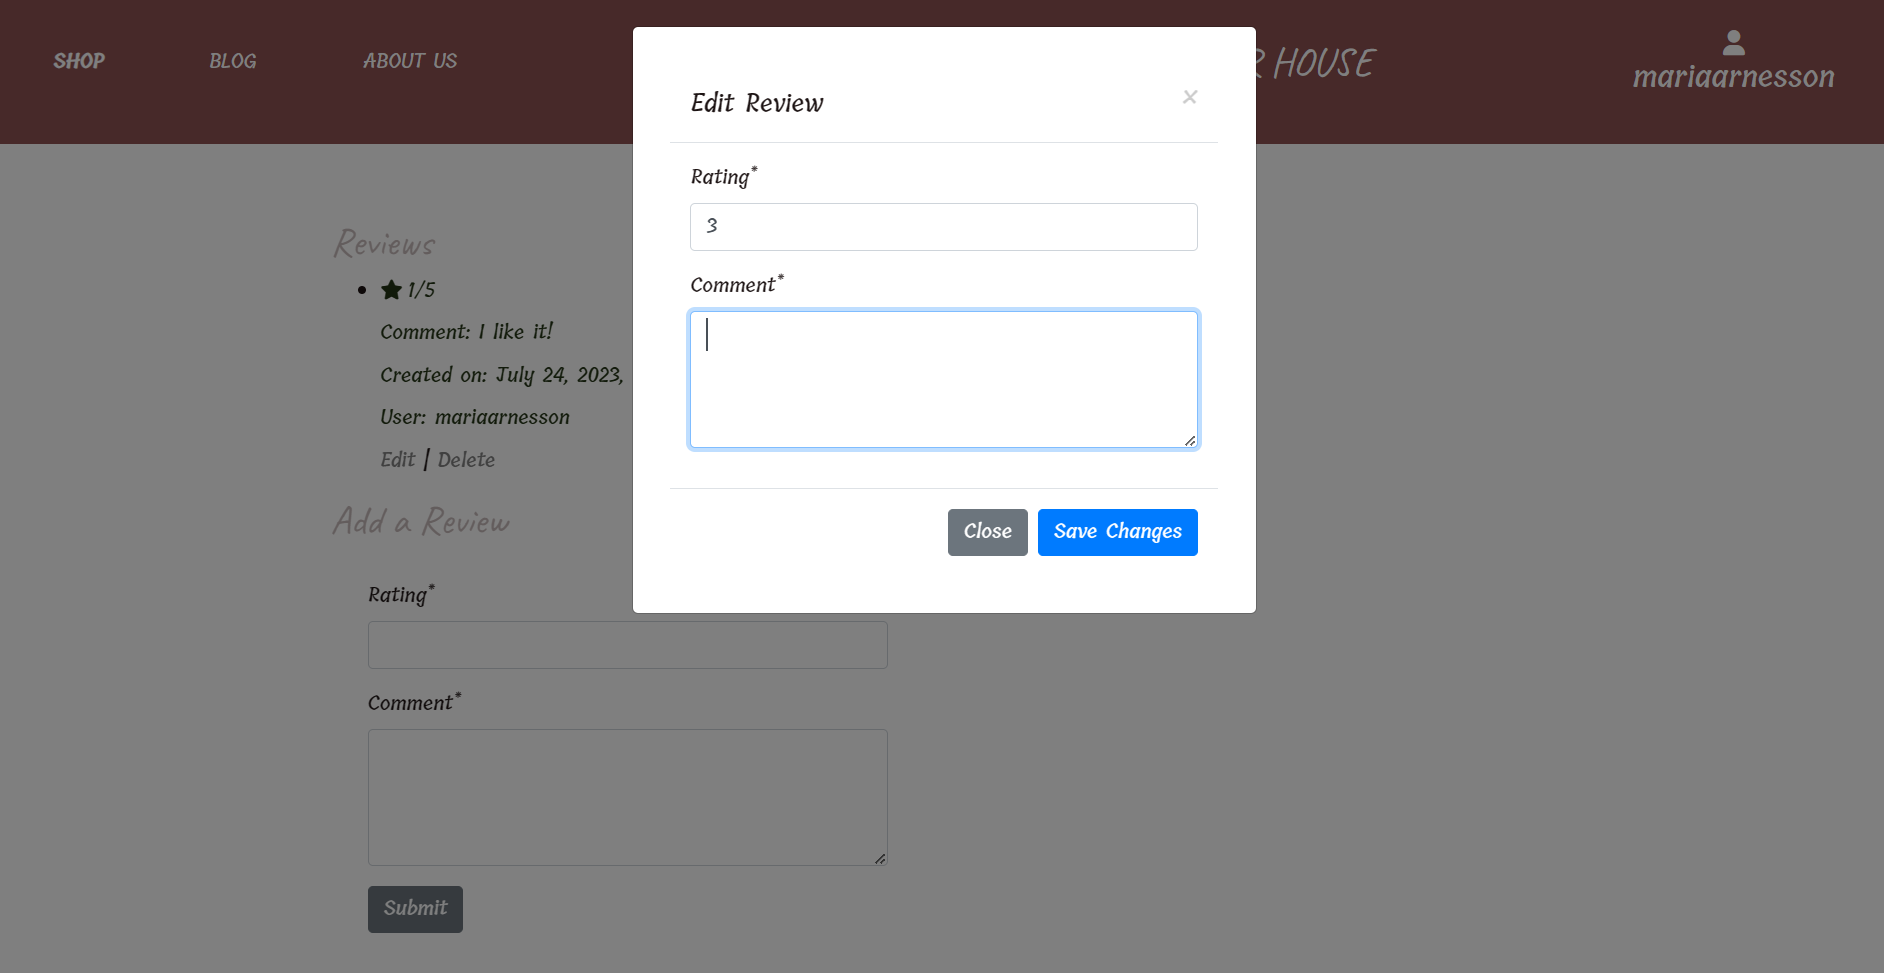 SHOP
BLOG
ABOUT US
HOUSE
mariaarnesson
Edit Review
×
Rating*
3
Comment*
Close
Save Changes
Reviews
1/5
Comment: I like it!
Created on: July 24, 2023,
User: mariaarnesson
Edit | Delete
Add a Review
Rating*
Comment*
Submit